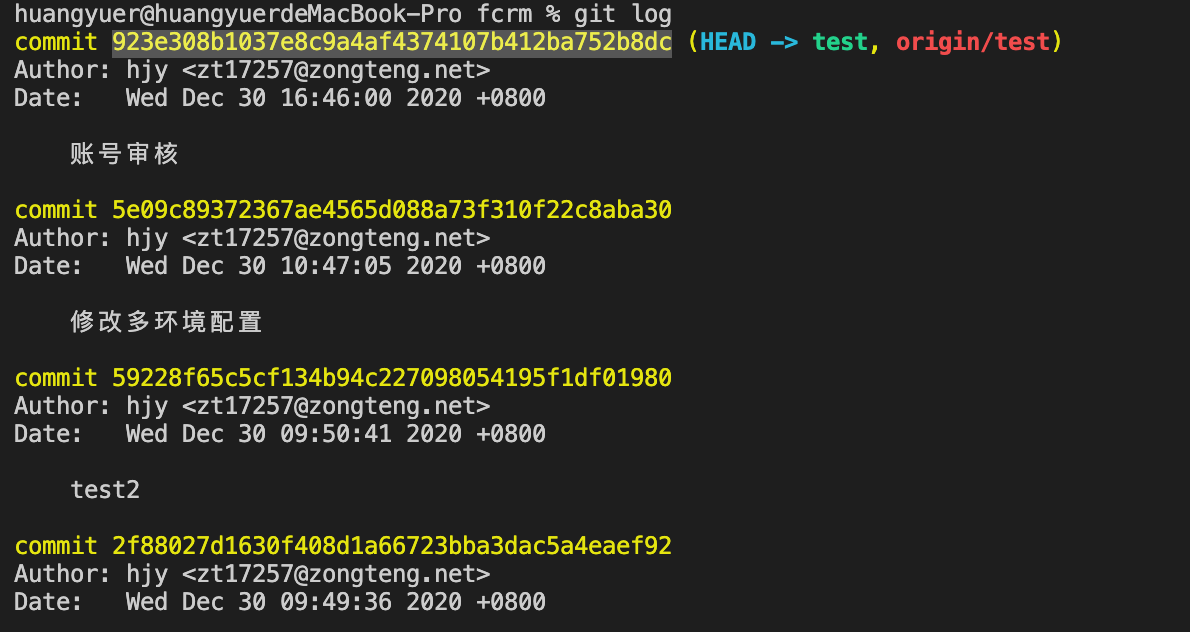 huangyuer@huangyuerdeMacBook-Pro fcrm % git log
commit 923e308b1037e8c9a4af4374107b412ba752b8dc (HEAD -> test, origin/test)
Author: hjy <zt17257@zongteng.net>
Date:   Wed Dec 30 16:46:00 2020 +0800
账号审核
commit 5e09c89372367ae4565d088a73f310f22c8aba30
Author: hjy <zt17257@zongteng.net>
Date:   Wed Dec 30 10:47:05 2020 +0800
修改多环境配置
commit 59228f65c5cf134b94c227098054195f1df01980
Author: hjy <zt17257@zongteng.net>
Date:   Wed Dec 30 09:50:41 2020 +0800
test2
commit 2f88027d1630f408d1a66723bba3dac5a4eaef92
Author: hjy <zt17257@zongteng.net>
Date:   Wed Dec 30 09:49:36 2020 +0800